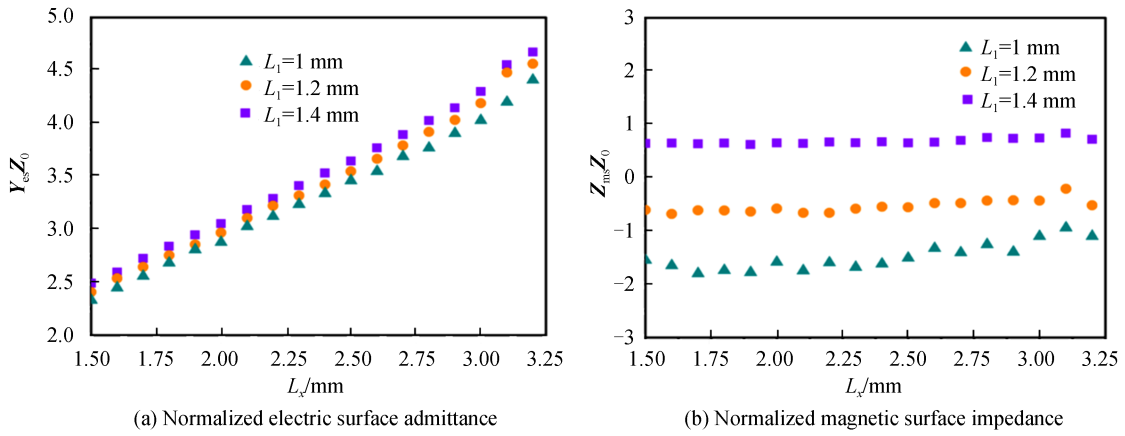 5.0
4.5
4.0
3.5
3.0
2.5
2.0
YesZ0
L1=1 mm
L1=1.2 mm
L1=1.4 mm
1.50 1.75 2.00 2.25 2.50 2.75 3.00 3.25
Lx/mm
(a) Normalized electric surface admittance
3
2
1
0
−1
−2
−3
ZmsZ0
L1=1 mm
L1=1.2 mm
L1=1.4 mm
1.50 1.75 2.00 2.25 2.50 2.75 3.00 3.25
Lx/mm
(b) Normalized magnetic surface impedance